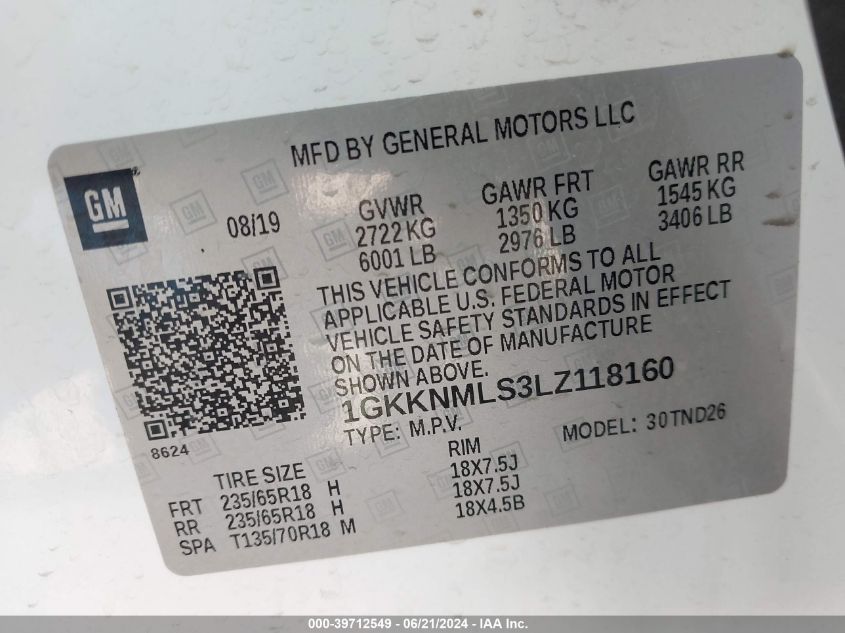 MFD BY GENERAL MOTORS LLC
GM
08/19
GVWR GAWR FRT GAWR RR
2722 KG 1350 KG 1545 KG
6001 LB 2976 LB 3406 LB
THIS VEHICLE CONFORMS TO ALL
APPLICABLE U.S. FEDERAL MOTOR
VEHICLE SAFETY STANDARDS IN EFFECT
ON THE DATE OF MANUFACTURE
SHOWN ABOVE.
1GKKNMLS3LZ118160
TYPE: M.P.V. MODEL: 30TND26
8624
TIRE SIZE RIM
FRT 235/65R18 H 18X7.5J
RR 235/65R18 H 18X7.5J
SPA T135/70R18 M 18X4.5B
000-39712549 - 06/21/2024 - IAA Inc.